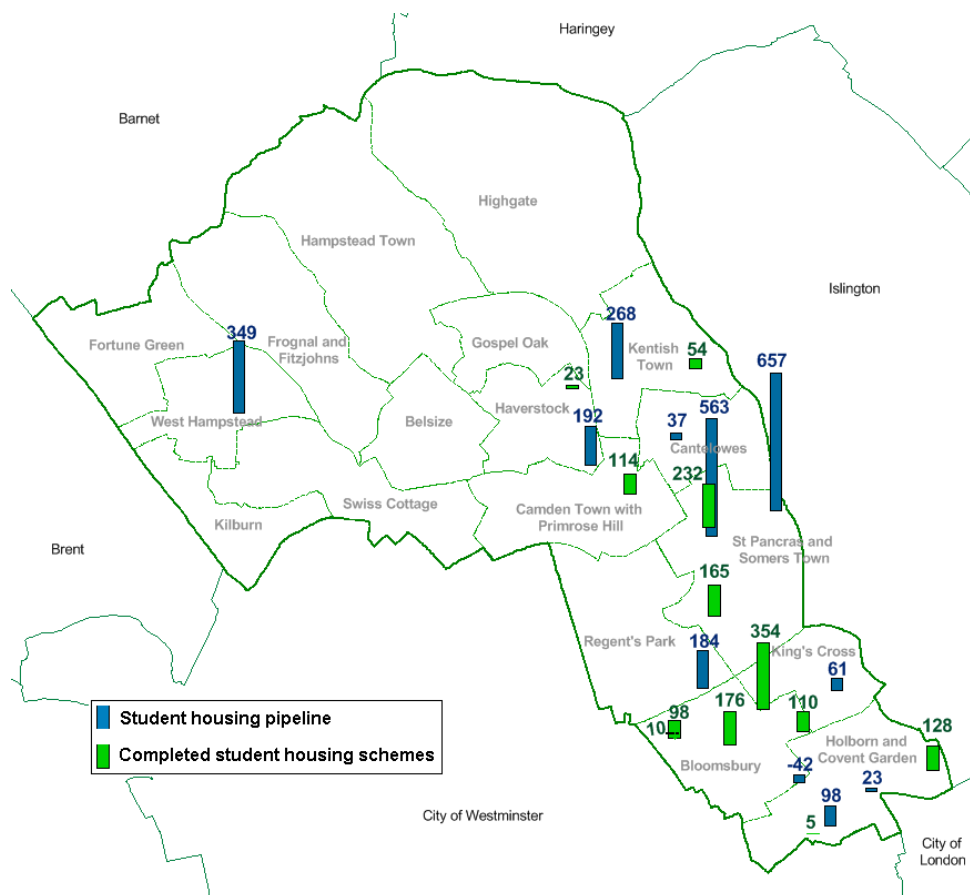 Haringey
Barnet
Highgate
Hampstead Town
Islington
268
349
Fortune Green
Frognal and
Fitzjohns
Gospel Oak
Kentish
Town
54
657
23
Haverstock
192
37
563
West Hampstead
Belsize
Cantelowes
114
232
Swiss Cottage
Camden Town with
Primrose Hill
Kilburn
Brent
St Pancras and
Somers Town
165
Regent's Park
184
354
King's Cross
61
Student housing pipeline
Completed student housing schemes
98
10
176
110
128
Holborn and
Covent Garden
Bloomsbury
-42
23
98
5
City of Westminster
City of
London